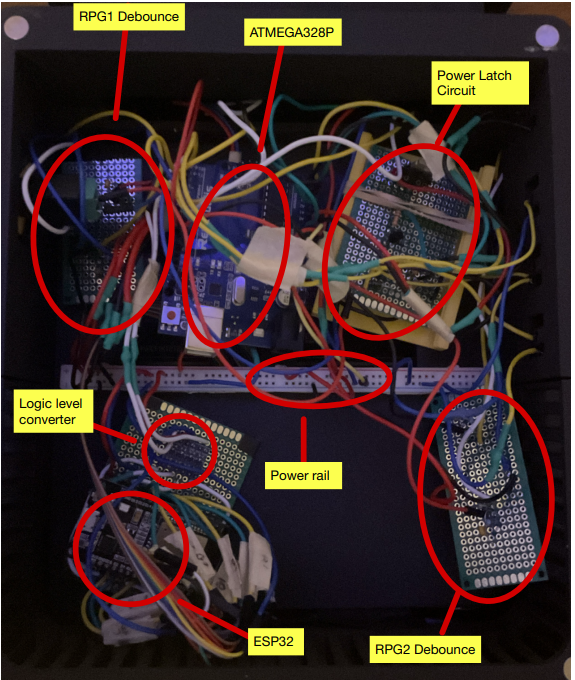 RPG1 Debounce
ATMEGA328P
Power Latch
Circuit
Logic level
converter
Power rail
ESP32
RPG2 Debounce